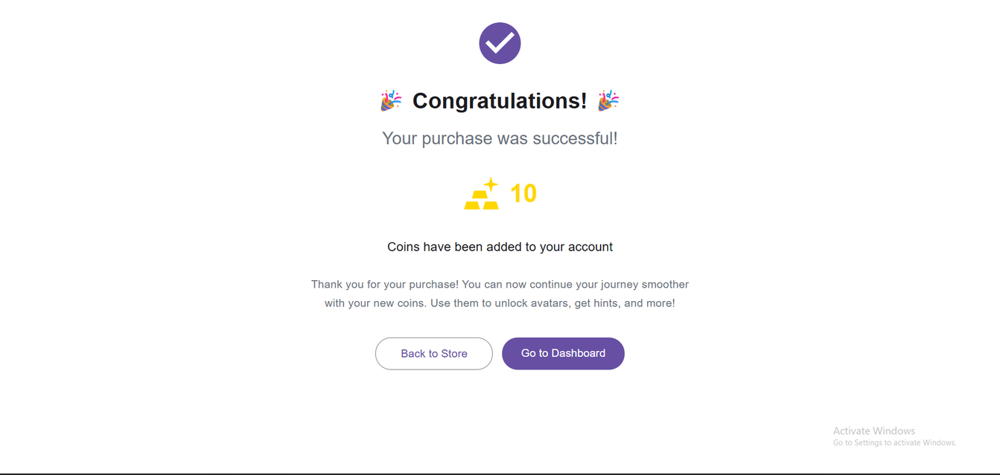 🎉 Congratulations! 🎉
Your purchase was successful!
10
Coins have been added to your account
Thank you for your purchase! You can now continue your journey smoother
with your new coins. Use them to unlock avatars, get hints, and more!
Back to Store
Go to Dashboard
Activate Windows
Go to Settings to activate Windows.